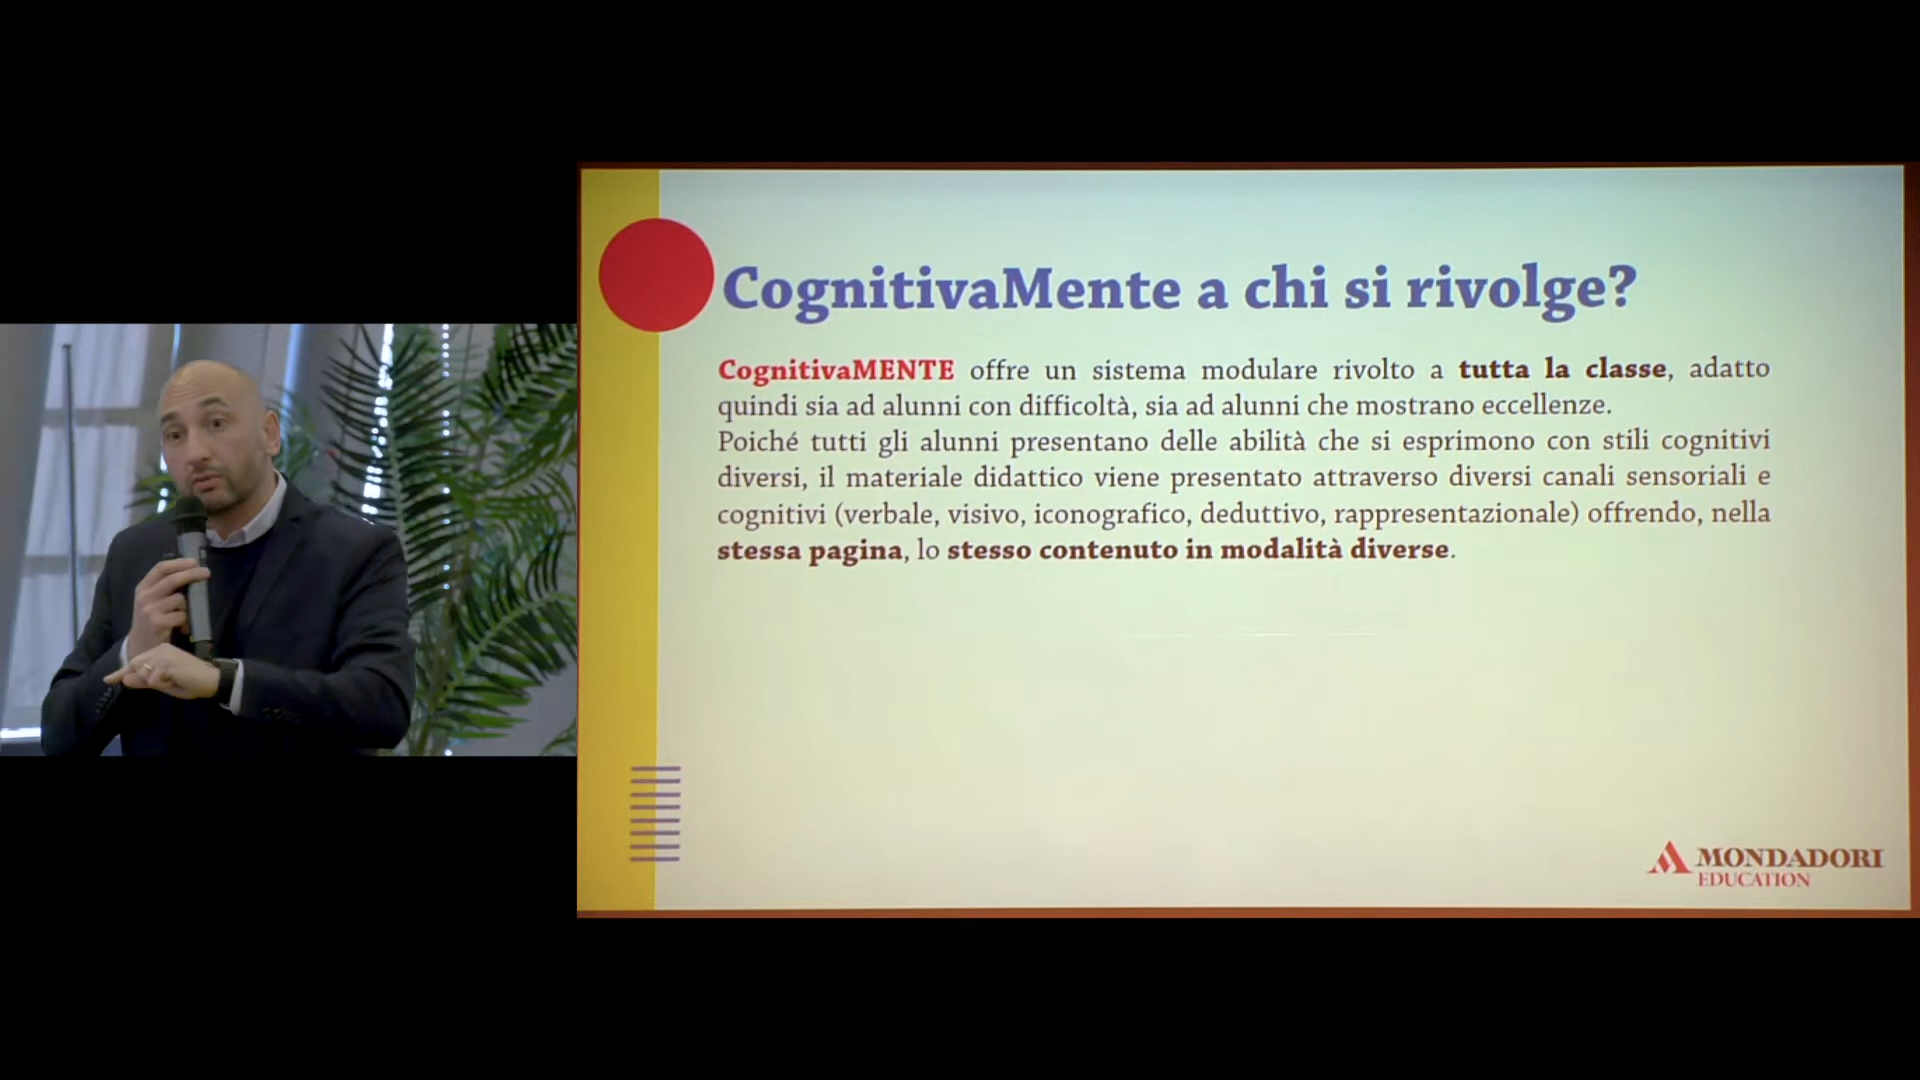 CognitivaMente a chi si rivolge?
CognitivaMENTE offre un sistema modulare rivolto a tutta la classe, adatto
quindi sia ad alunni con difficoltà, sia ad alunni che mostrano eccellenze.
Poiché tutti gli alunni presentano delle abilità che si esprimono con stili cognitivi
diversi, il materiale didattico viene presentato attraverso diversi canali sensoriali e
cognitivi (verbale, visivo, iconografico, deduttivo, rappresentazionale) offrendo, nella
stessa pagina, lo stesso contenuto in modalità diverse.
MONDADORI
EDUCATION